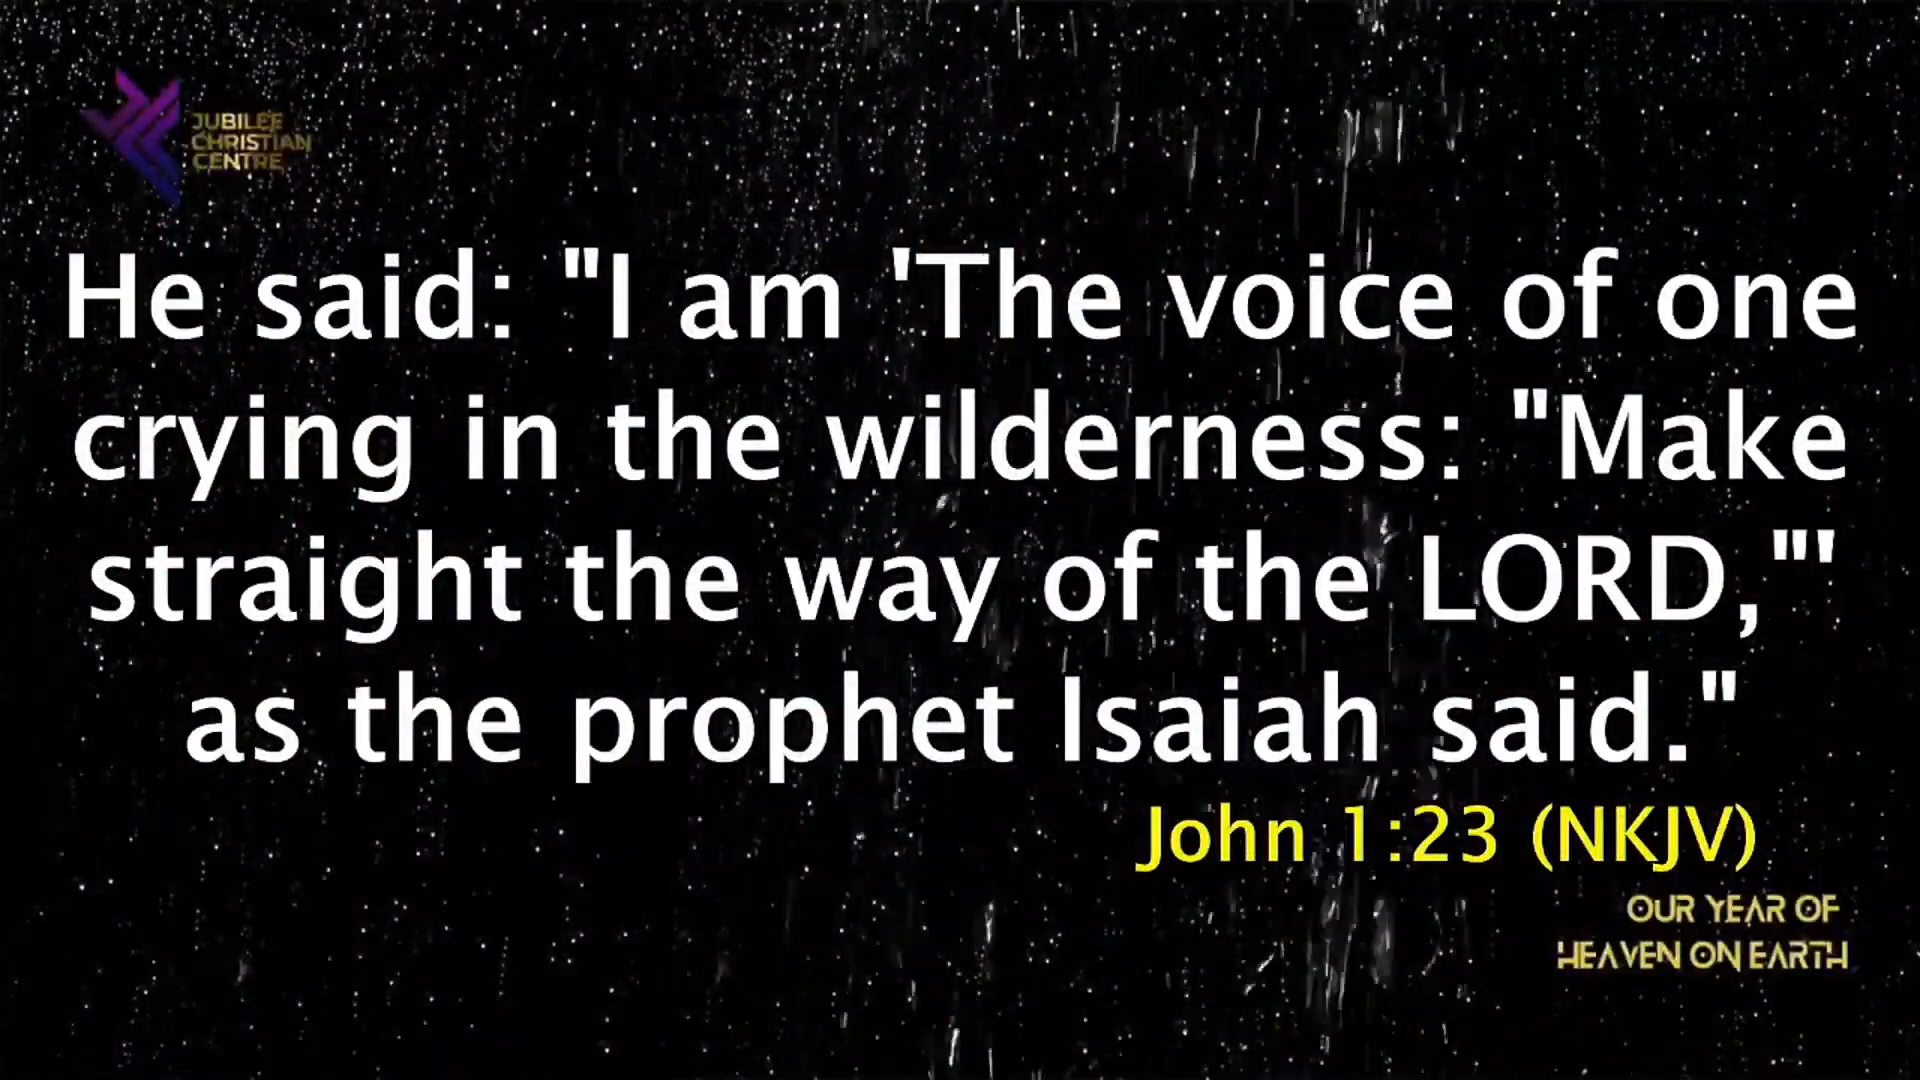 JUBILEE
CHRISTIAN
CENTRE
He said: "I am 'The voice of one
crying in the wilderness: "Make
straight the way of the LORD,"'
as the prophet Isaiah said."
John 1:23 (NKJV)
OUR YEAR OF
HEAVEN ON EARTH